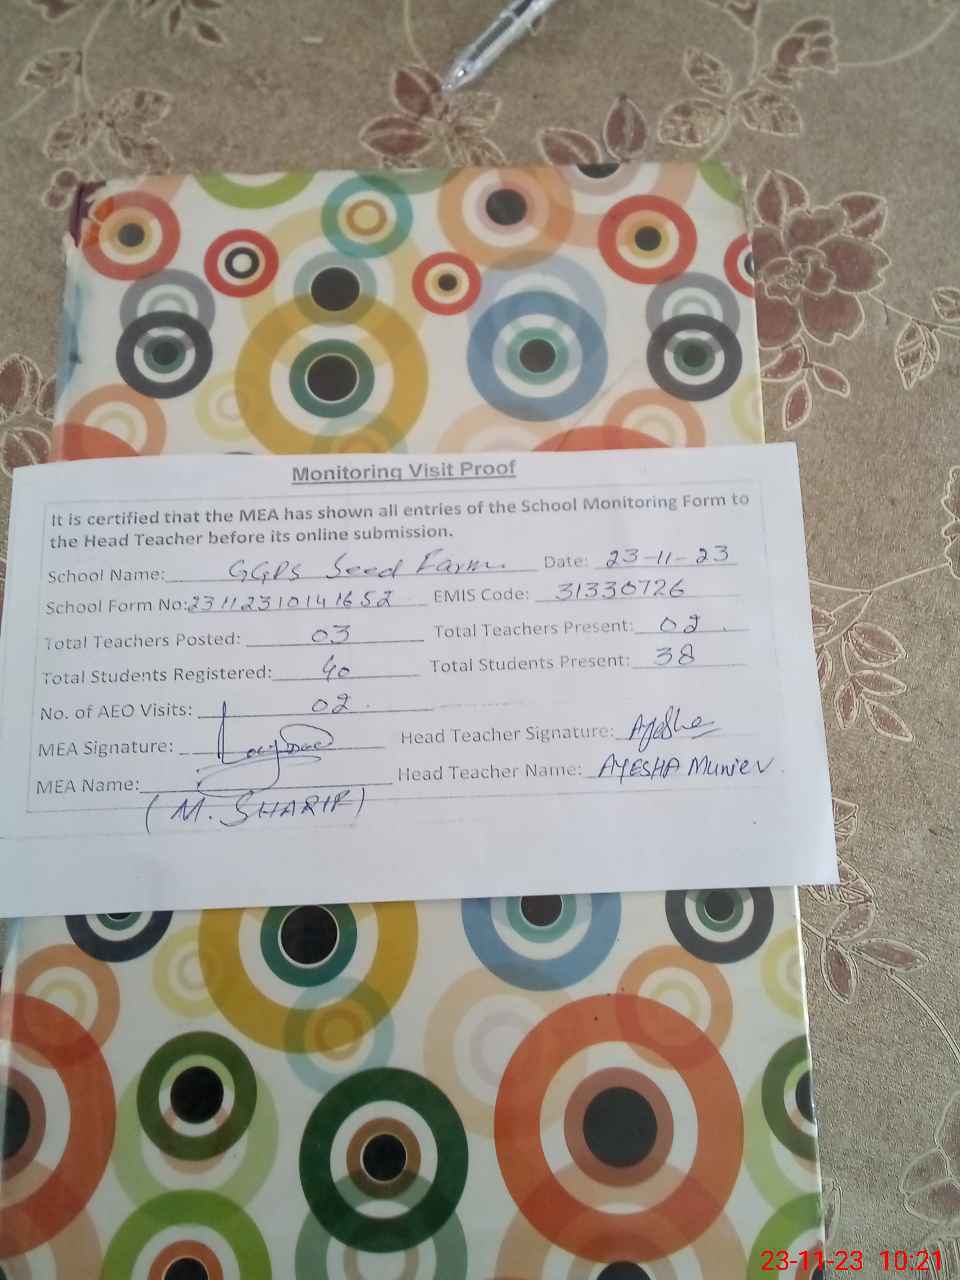 Monitoring Visit Proof
It is certified that the MEA has shown all entries of the School Monitoring Form to
the Head Teacher before its online submission.
School Name: GGPS Seed Farm Date: 23-11-23
School Form No: 23112310141652 EMIS Code: 31330726
Total Teachers Posted: 03 Total Teachers Present: 02
Total Students Registered: 40 Total Students Present: 38
No. of AEO Visits: 02
MEA Signature: Head Teacher Signature: Ayesha
MEA Name: Head Teacher Name: AYESHA Muniev
(M. SHARIF)
23-11-23 10:21